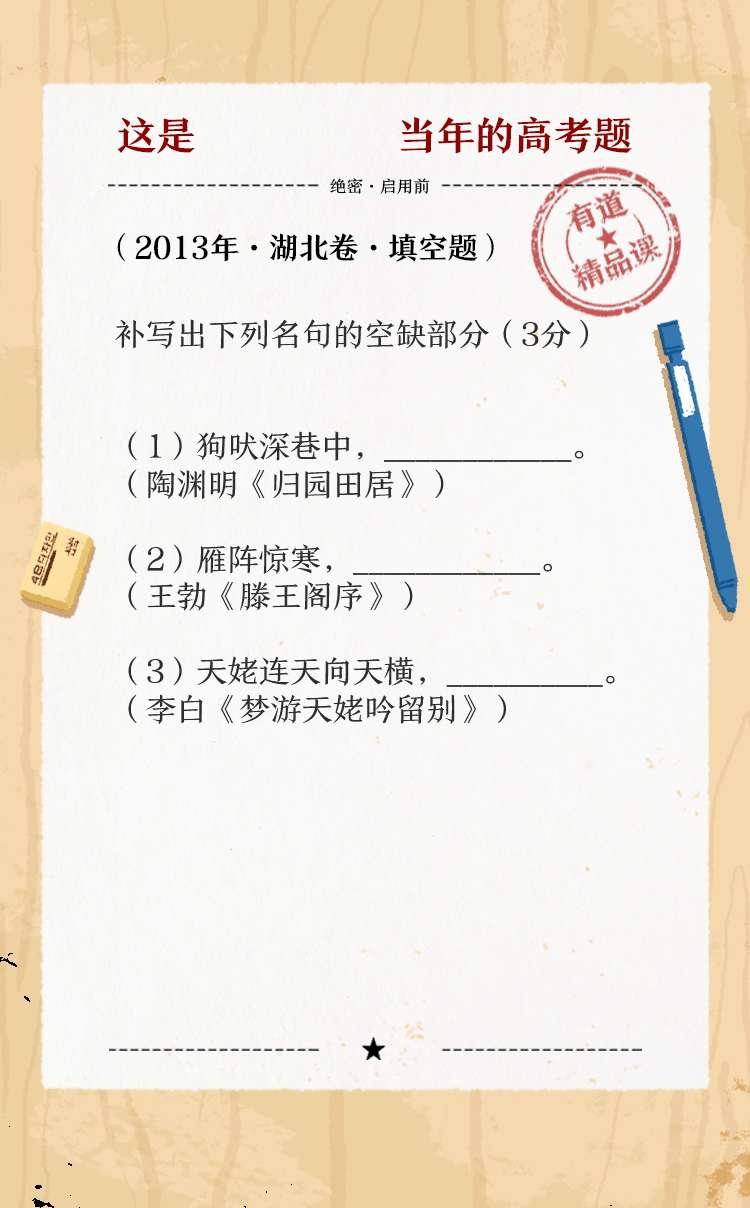 这是 当年的高考题
绝密·启用前
有道
精品课
（2013年·湖北卷·填空题）
补写出下列名句的空缺部分（3分）
（1）狗吠深巷中，____________。
（陶渊明《归园田居》）
（2）雁阵惊寒，____________。
（王勃《滕王阁序》）
（3）天姥连天向天横，__________。
（李白《梦游天姥吟留别》）